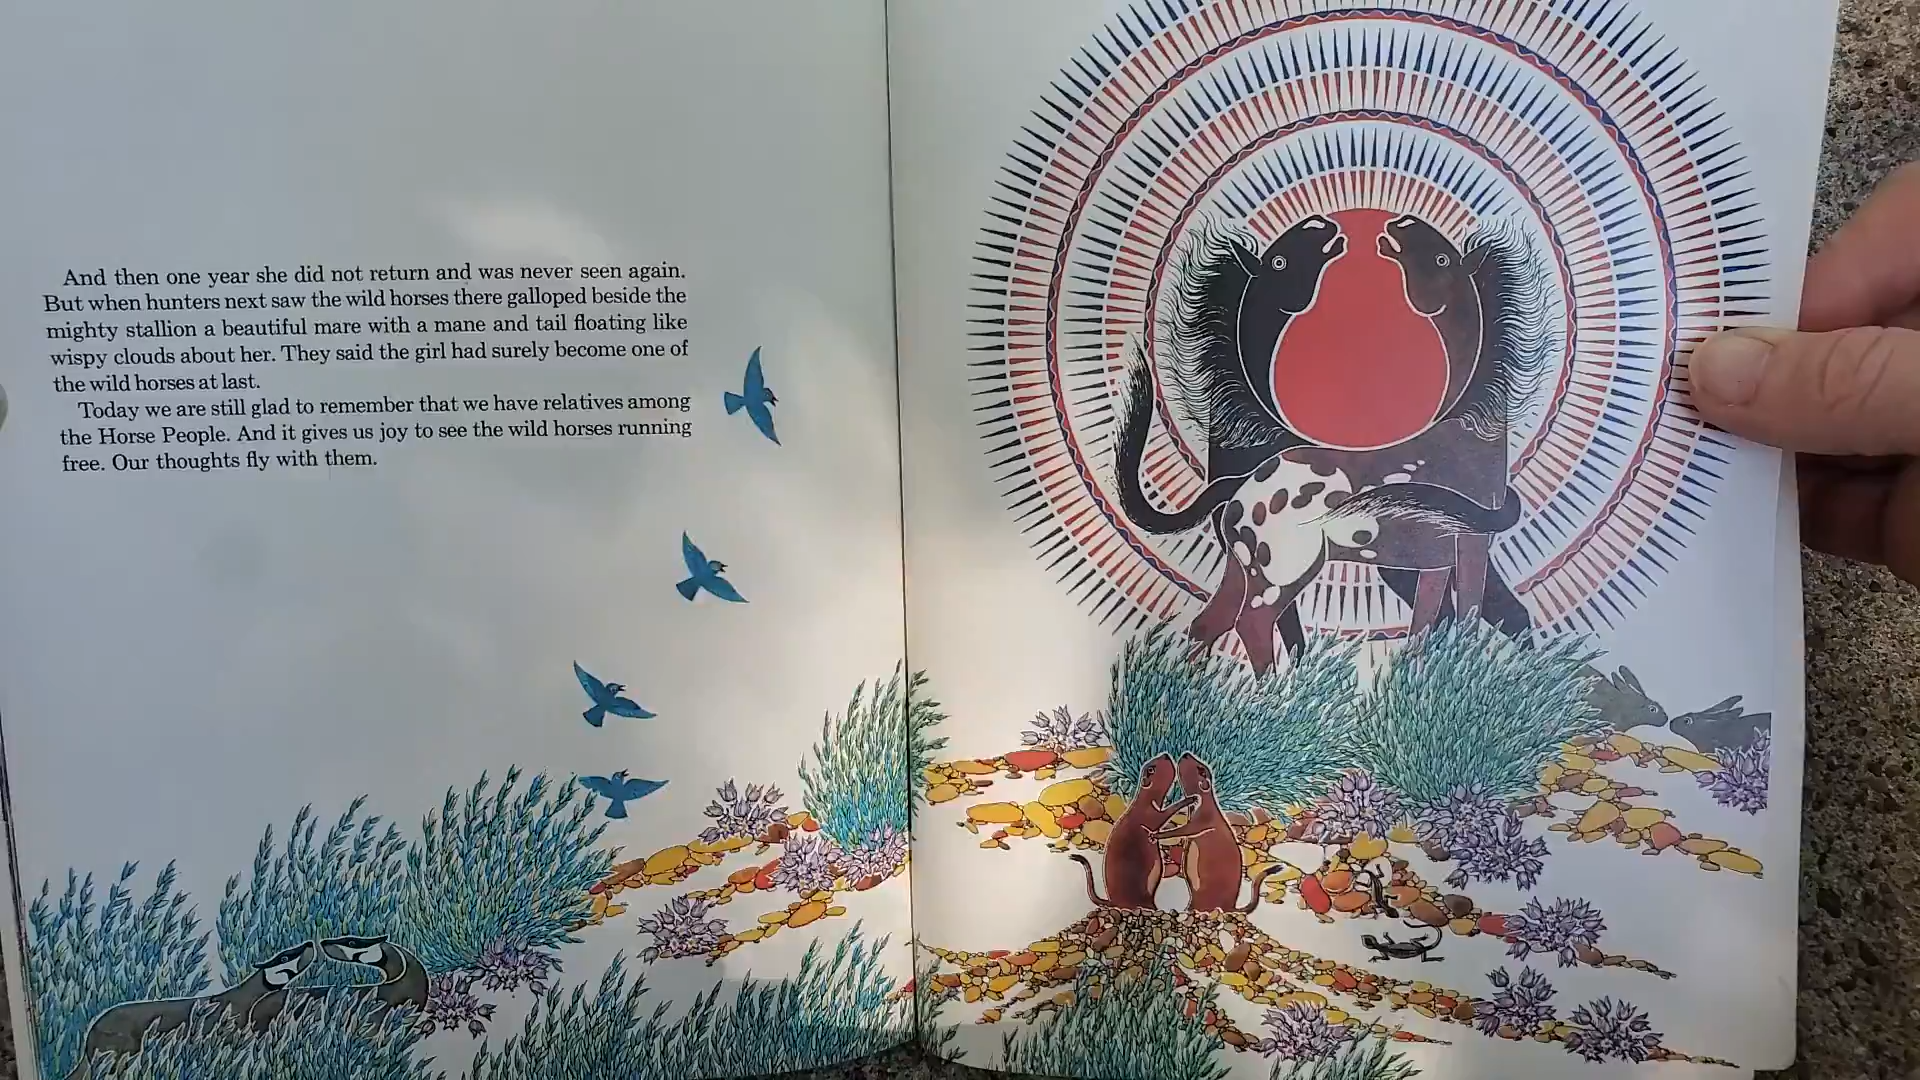 And then one year she did not return and was never seen again.
But when hunters next saw the wild horses there galloped beside the
mighty stallion a beautiful mare with a mane and tail floating like
wispy clouds about her. They said the girl had surely become one of
the wild horses at last.
Today we are still glad to remember that we have relatives among
the Horse People. And it gives us joy to see the wild horses running
free. Our thoughts fly with them.